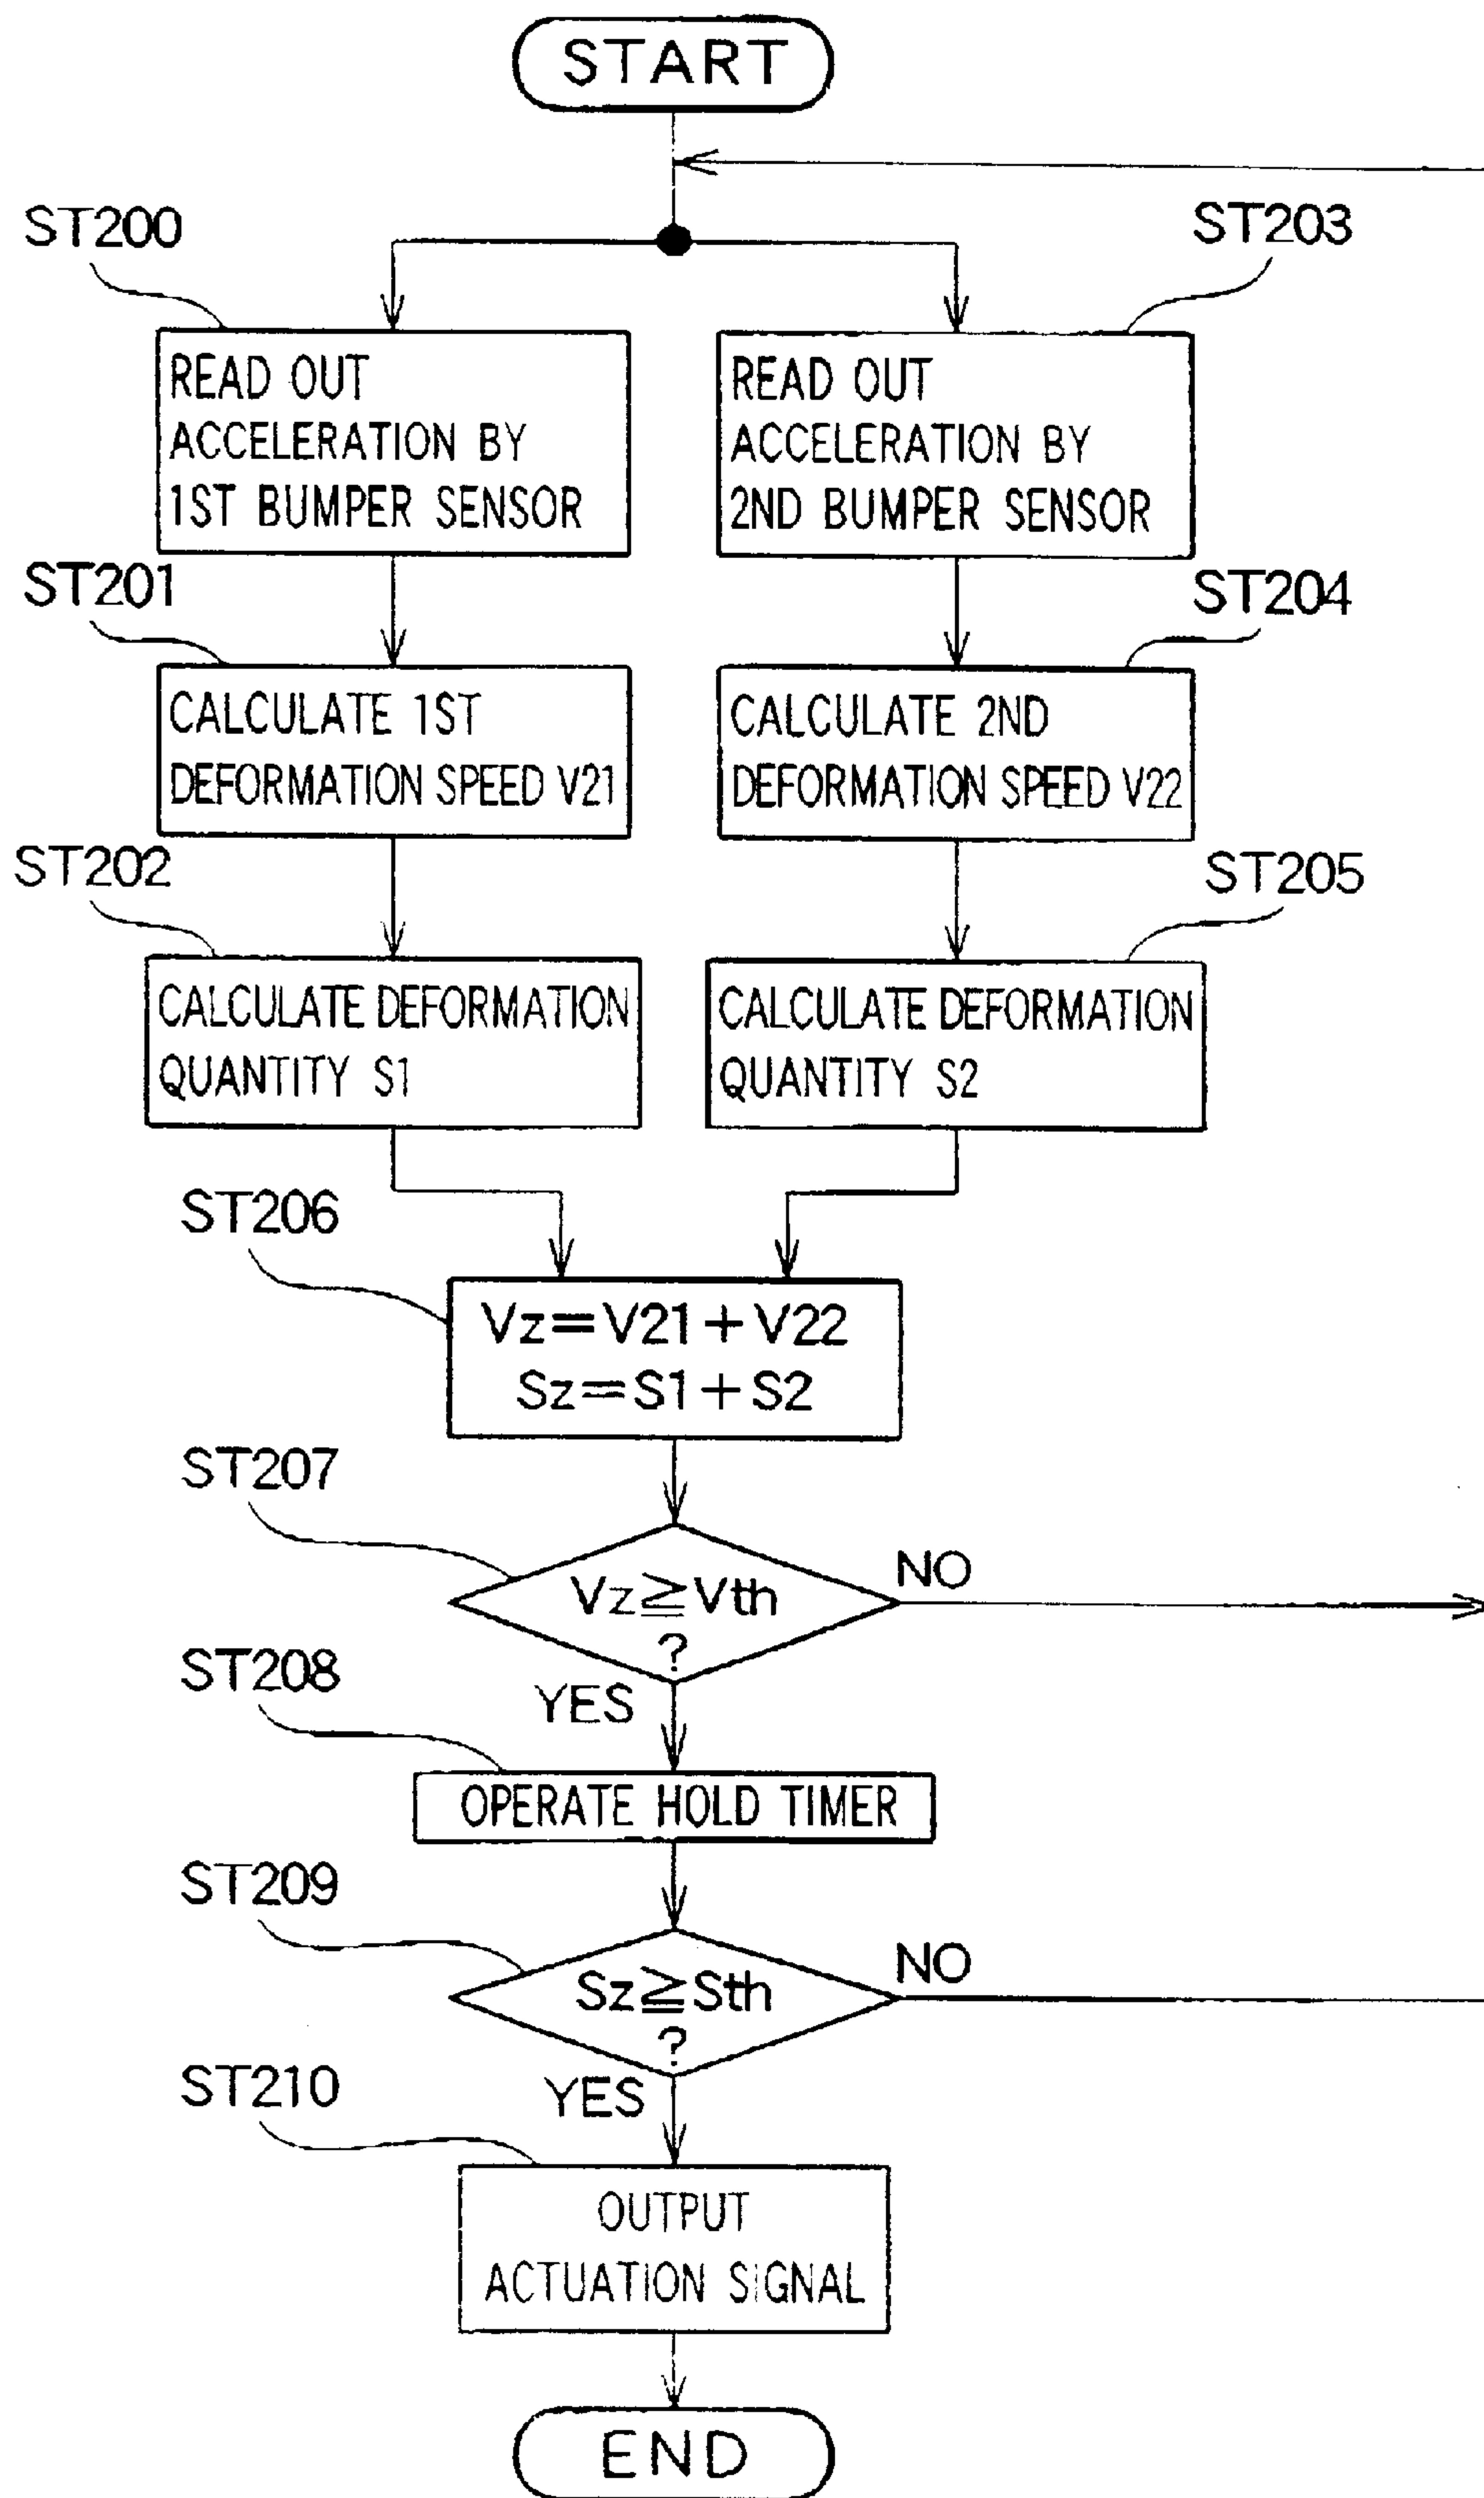 START
ST200
ST203
READ OUT
ACCELERATION BY
1ST BUMPER SENSOR
READ OUT
ACCELERATION BY
2ND BUMPER SENSOR
ST201
ST204
CALCULATE 1ST
DEFORMATION SPEED V21
CALCULATE 2ND
DEFORMATION SPEED V22
ST202
ST205
CALCULATE DEFORMATION
QUANTITY S1
CALCULATE DEFORMATION
QUANTITY S2
ST206
Vz=V21+V22
Sz=S1+S2
ST207
Vz≧Vth
?
NO
YES
ST208
OPERATE HOLD TIMER
ST209
Sz≧Sth
?
NO
YES
ST210
OUTPUT
ACTUATION SIGNAL
END